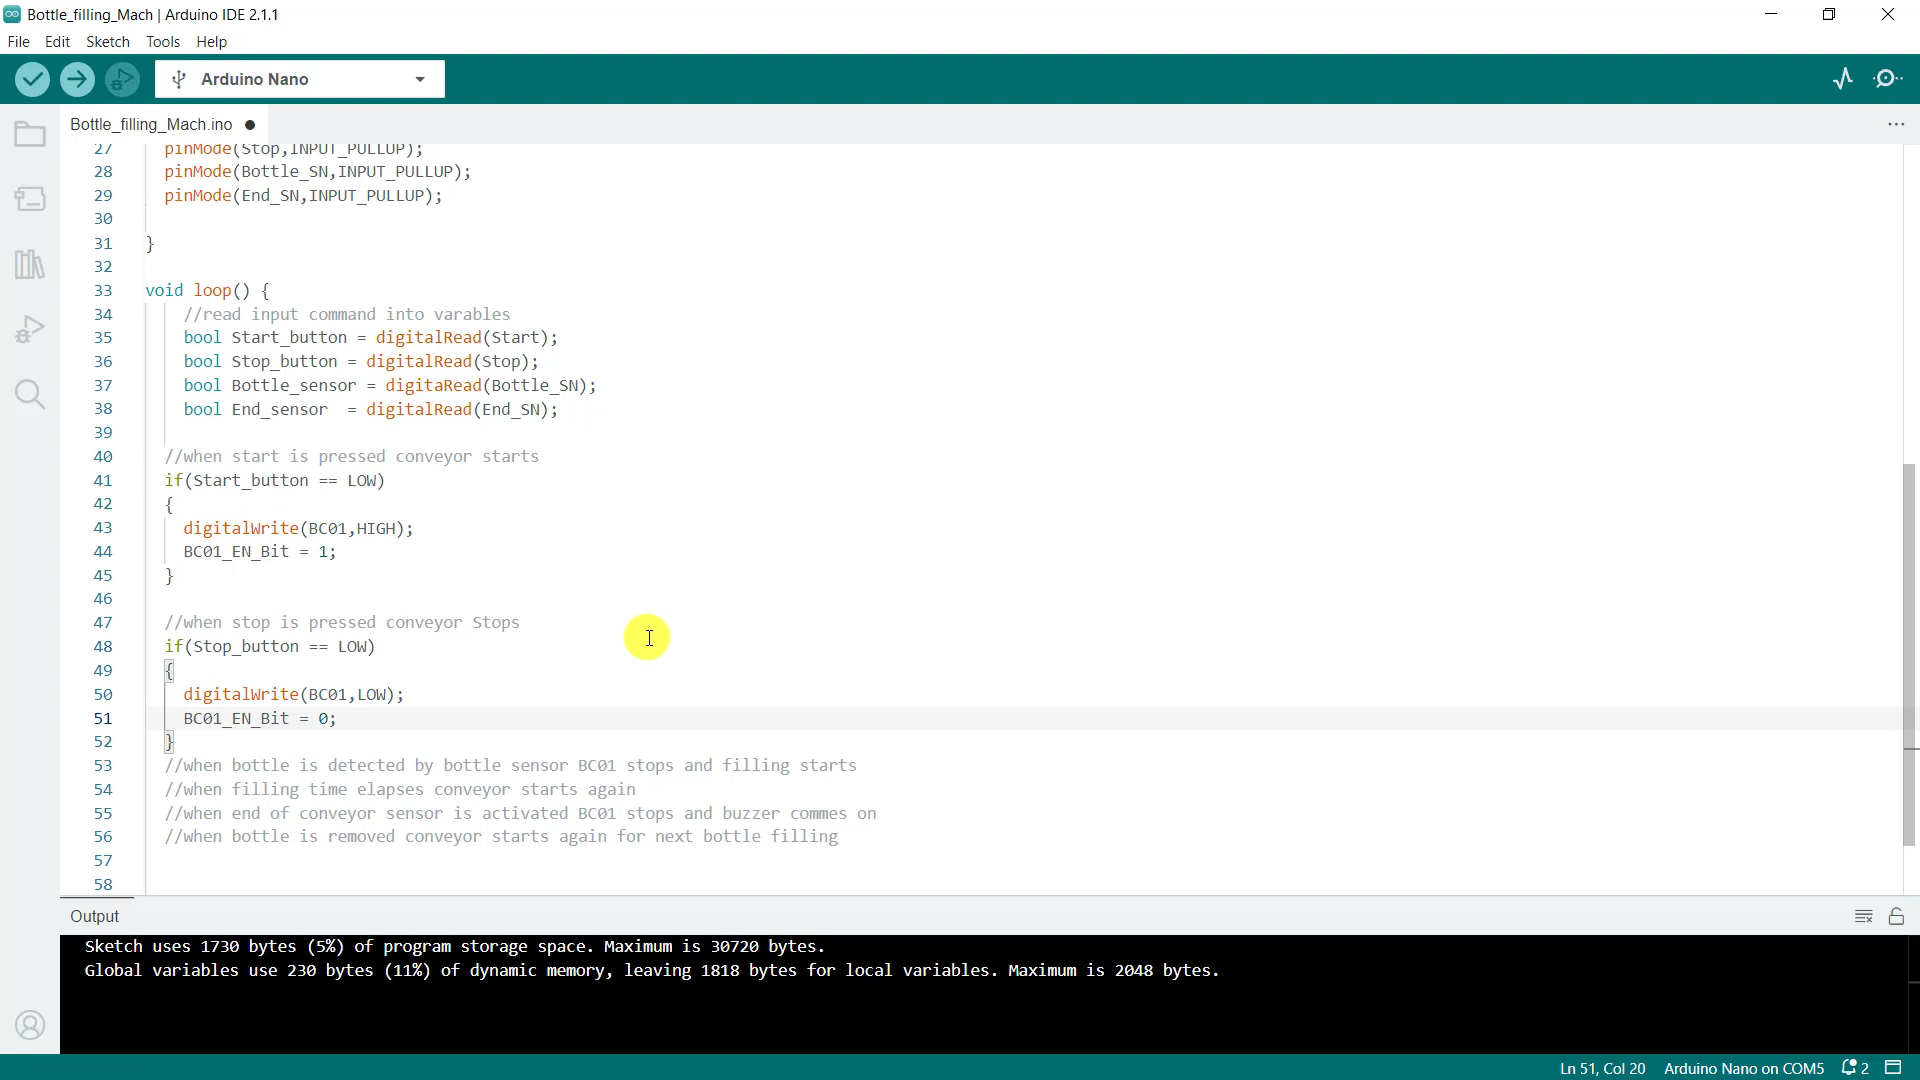 Bottle_filling_Mach | Arduino IDE 2.1.1
File Edit Sketch Tools Help
Arduino Nano
Bottle_filling_Mach.ino
27 pinMode(Stop,INPUT_PULLUP);
28 pinMode(Bottle_SN,INPUT_PULLUP);
29 pinMode(End_SN,INPUT_PULLUP);
30
31 }
32
33 void loop() {
34 //read input command into varables
35 bool Start_button = digitalRead(Start);
36 bool Stop_button = digitalRead(Stop);
37 bool Bottle_sensor = digitaRead(Bottle_SN);
38 bool End_sensor  = digitalRead(End_SN);
39
40 //when start is pressed conveyor starts
41 if(Start_button == LOW)
42 {
43 digitalWrite(BC01,HIGH);
44 BC01_EN_Bit = 1;
45 }
46
47 //when stop is pressed conveyor Stops
48 if(Stop_button == LOW)
49 {
50 digitalWrite(BC01,LOW);
51 BC01_EN_Bit = 0;
52 }
53 //when bottle is detected by bottle sensor BC01 stops and filling starts
54 //when filling time elapses conveyor starts again
55 //when end of conveyor sensor is activated BC01 stops and buzzer commes on
56 //when bottle is removed conveyor starts again for next bottle filling
57
58
Output
Sketch uses 1730 bytes (5%) of program storage space. Maximum is 30720 bytes.
Global variables use 230 bytes (11%) of dynamic memory, leaving 1818 bytes for local variables. Maximum is 2048 bytes.
Ln 51, Col 20 Arduino Nano on COM5 2